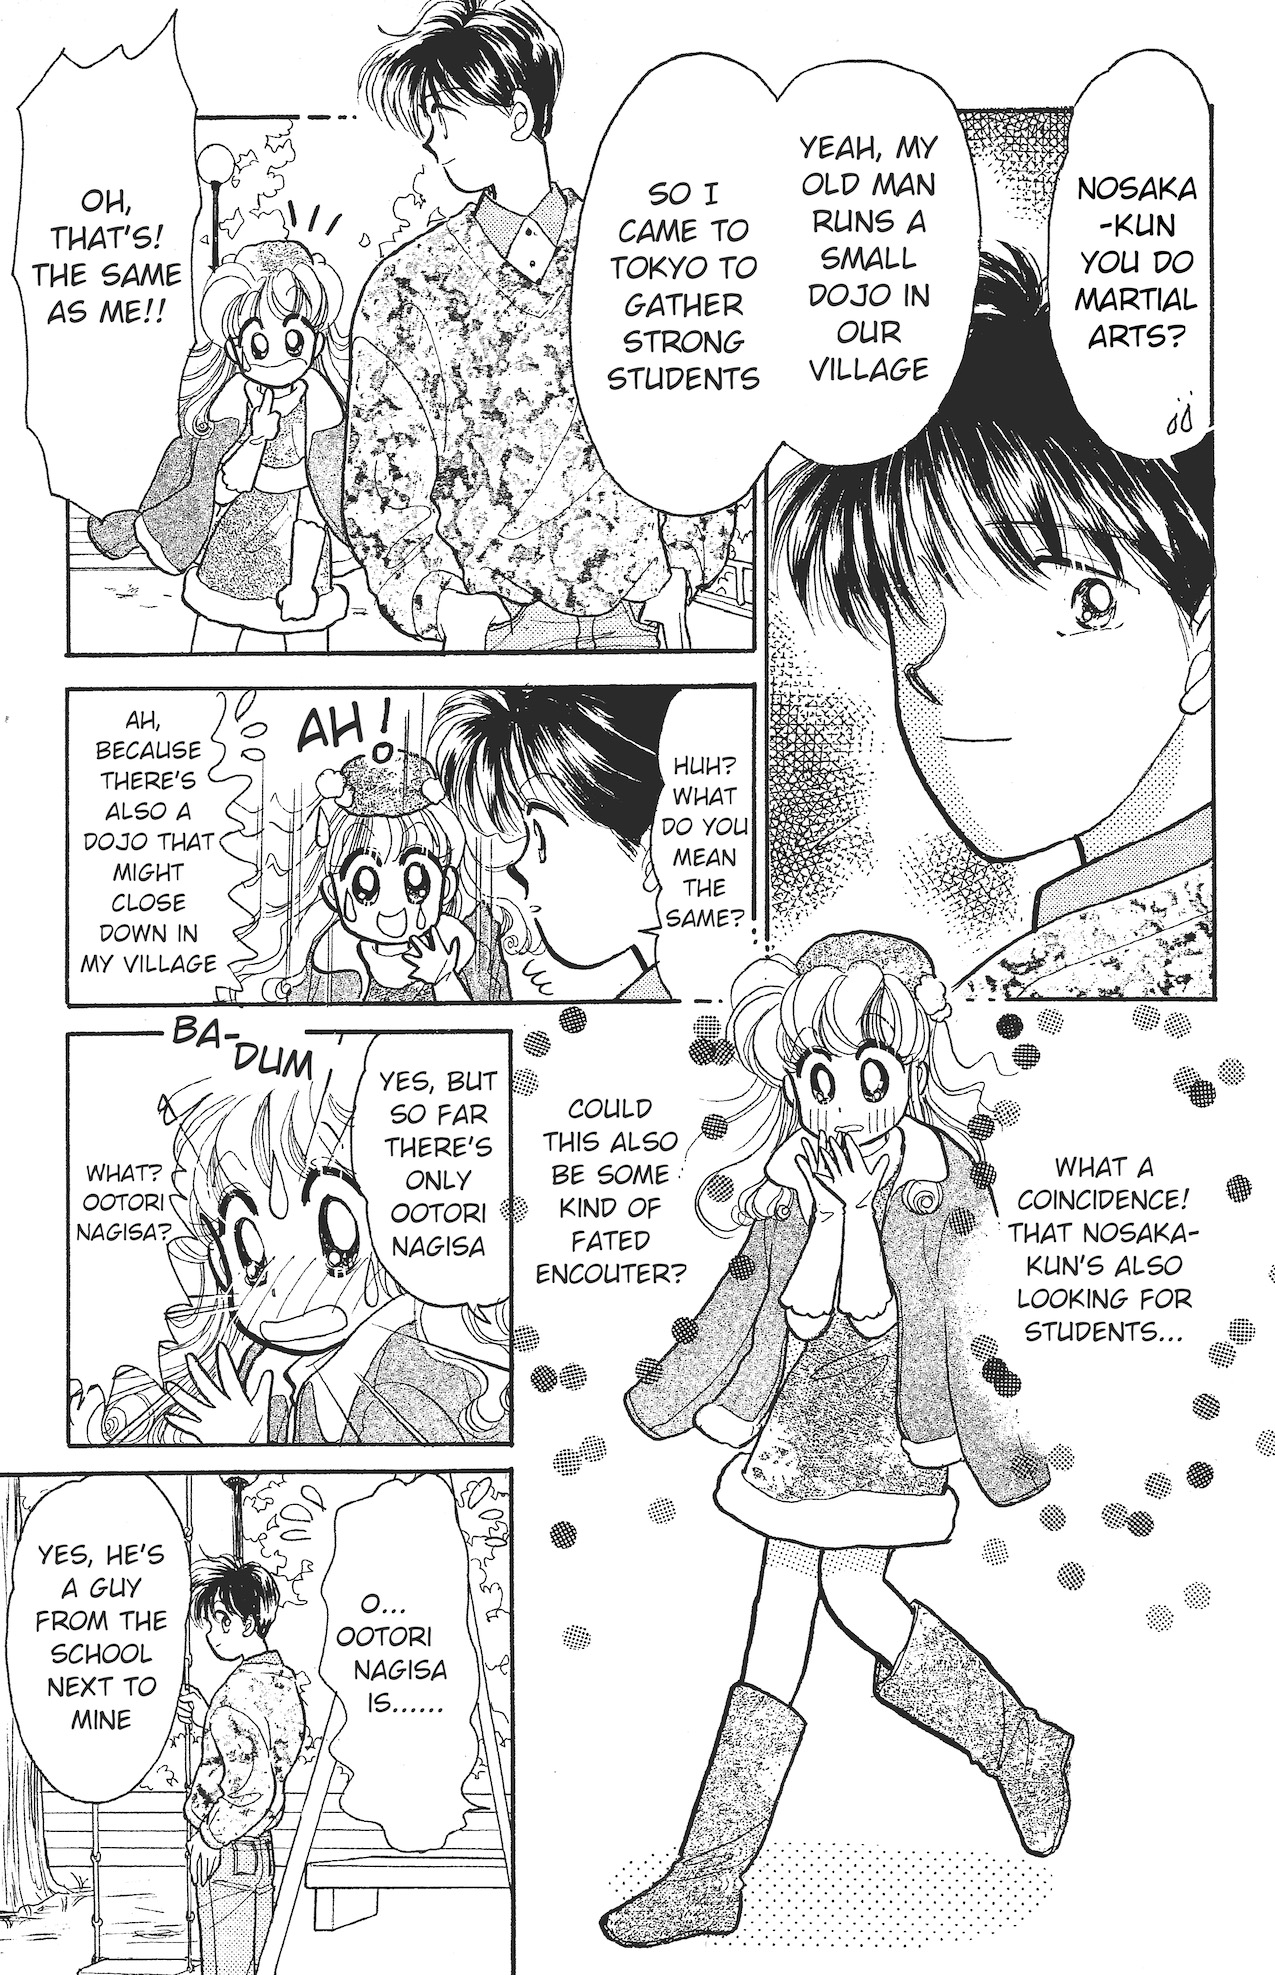 NOSAKA
-KUN
YOU DO
MARTIAL
ARTS?
YEAH, MY
OLD MAN
RUNS A
SMALL
DOJO IN
OUR
VILLAGE
SO I
CAME TO
TOKYO TO
GATHER
STRONG
STUDENTS
OH,
THAT'S!
THE SAME
AS ME!!
HUH?
WHAT
DO YOU
MEAN
THE
SAME?
AH!
AH,
BECAUSE
THERE'S
ALSO A
DOJO THAT
MIGHT
CLOSE
DOWN IN
MY VILLAGE
WHAT A
COINCIDENCE!
THAT NOSAKA-
KUN'S ALSO
LOOKING FOR
STUDENTS...
COULD
THIS ALSO
BE SOME
KIND OF
FATED
ENCOUTER?
YES, BUT
SO FAR
THERE'S
ONLY
OOTORI
NAGISA
BA-
DUM
WHAT?
OOTORI
NAGISA?
O...
OOTORI
NAGISA
IS......
YES, HE'S
A GUY
FROM THE
SCHOOL
NEXT TO
MINE